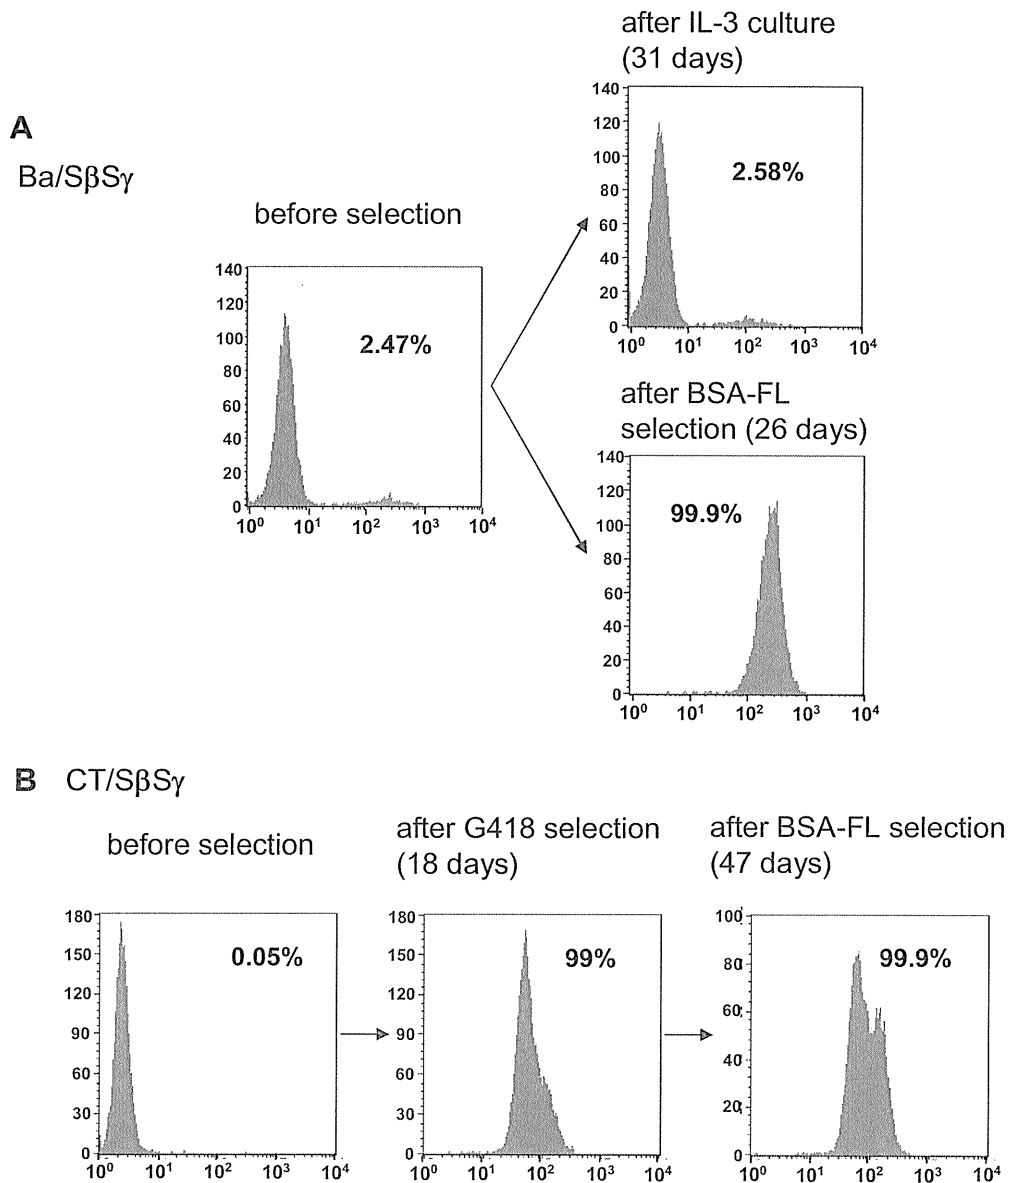 after IL-3 culture
(31 days)
A
Ba/SβSγ
before selection
140
120
100
80
60
40
20
0
10⁰ 10¹ 10² 10³ 10⁴
2.58%
140
120
100
80
60
40
20
0
10⁰ 10¹ 10² 10³ 10⁴
2.47%
after BSA-FL
selection (26 days)
140
120
100
80
60
40
20
0
10⁰ 10¹ 10² 10³ 10⁴
99.9%
B CT/SβSγ
before selection
after G418 selection
(18 days)
after BSA-FL selection
(47 days)
180
150
120
90
60
30
0
10⁰ 10¹ 10² 10³ 10⁴
0.05%
180
150
120
90
60
30
0
10⁰ 10¹ 10² 10³ 10⁴
99%
100
80
60
40
20
0
10⁰ 10¹ 10² 10³ 10⁴
99.9%